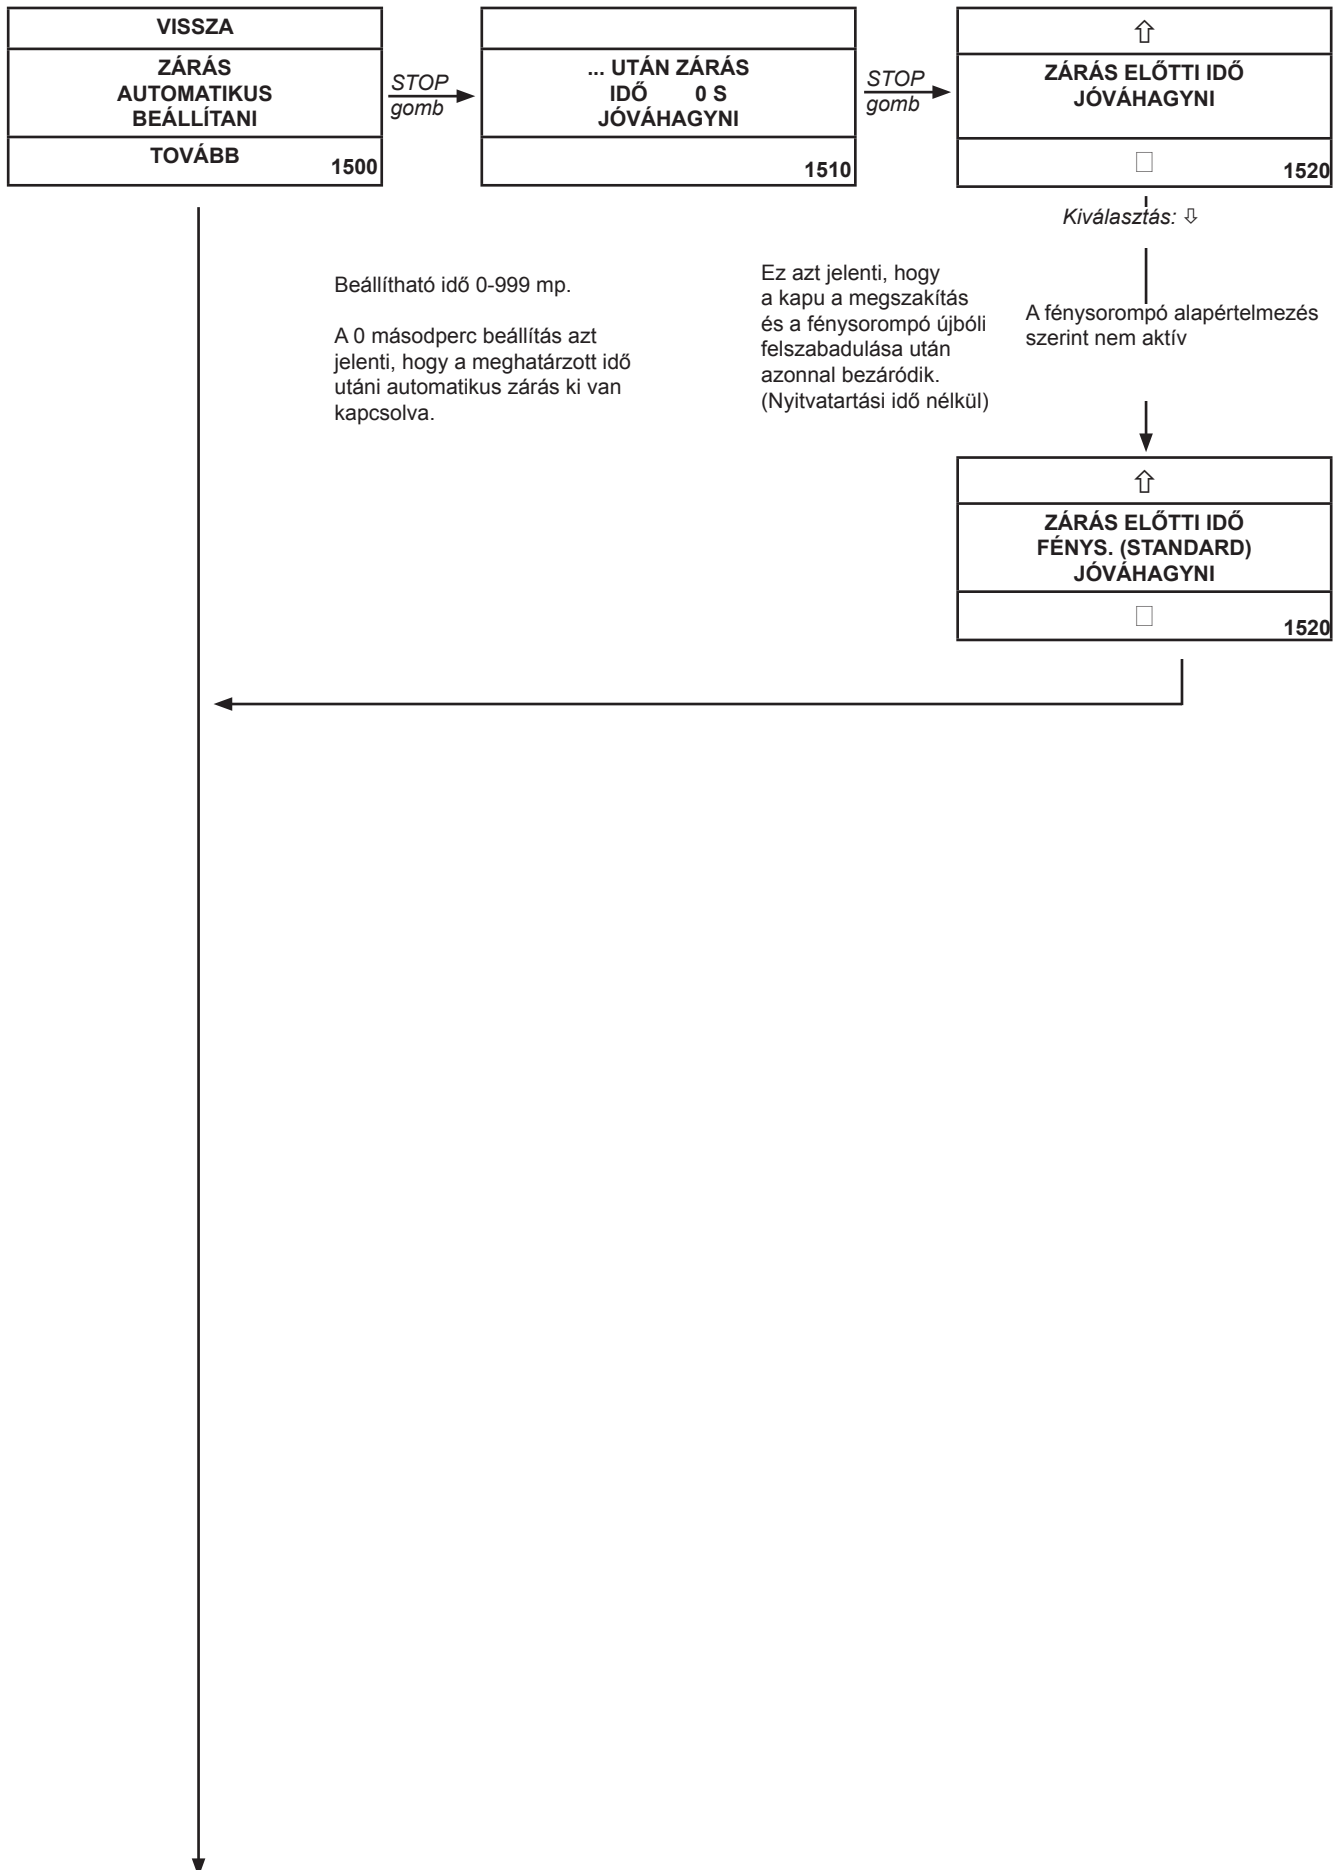 VISSZA
ZÁRÁS
AUTOMATIKUS
BEÁLLÍTANI
TOVÁBB
1500
STOP
gomb
... UTÁN ZÁRÁS
IDŐ 0 S
JÓVÁHAGYNI
1510
STOP
gomb
⇧
ZÁRÁS ELŐTTI IDŐ
JÓVÁHAGYNI
1520
Kiválasztás: ⇩
Beállítható idő 0-999 mp.
A 0 másodperc beállítás azt
jelenti, hogy a meghatárzott idő
utáni automatikus zárás ki van
kapcsolva.
Ez azt jelenti, hogy
a kapu a megszakítás
és a fénysorompó újbóli
felszabadulása után
azonnal bezáródik.
(Nyitvatartási idő nélkül)
A fénysorompó alapértelmezés
szerint nem aktív
⇧
ZÁRÁS ELŐTTI IDŐ
FÉNYS. (STANDARD)
JÓVÁHAGYNI
1520